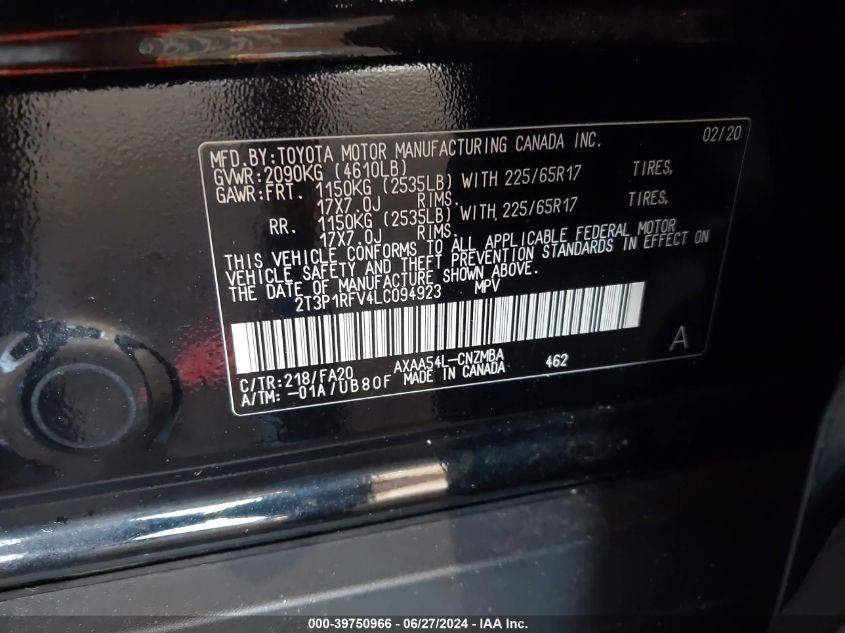 02/20
MFD.BY:TOYOTA MOTOR MANUFACTURING CANADA INC.
GVWR:2090KG (4610LB)
GAWR:FRT. 1150KG (2535LB) WITH 225/65R17 TIRES,
17X7.0J RIMS.
RR. 1150KG (2535LB) WITH 225/65R17 TIRES,
17X7.0J RIMS.
THIS VEHICLE CONFORMS TO ALL APPLICABLE FEDERAL MOTOR
VEHICLE SAFETY AND THEFT PREVENTION STANDARDS IN EFFECT ON
THE DATE OF MANUFACTURE SHOWN ABOVE.
2T3P1RFV4LC094923 MPV
A
C/TR:218/FA20 AXAA54L-CNZMBA 462
A/TM: -01A/UB80F MADE IN CANADA
000-39750966 - 06/27/2024 - IAA Inc.